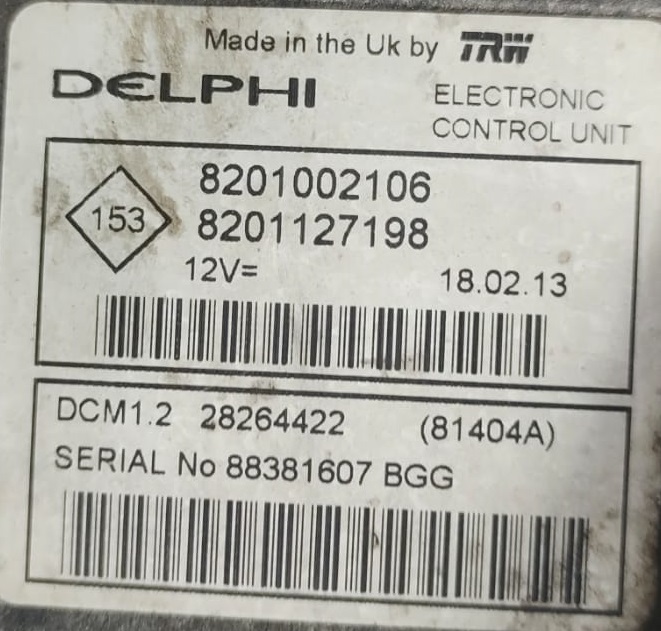 Made in the Uk by TRW
DELPHI
ELECTRONIC
CONTROL UNIT
153
8201002106
8201127198
12V=
18.02.13
DCM1.2 28264422 (81404A)
SERIAL No 88381607 BGG